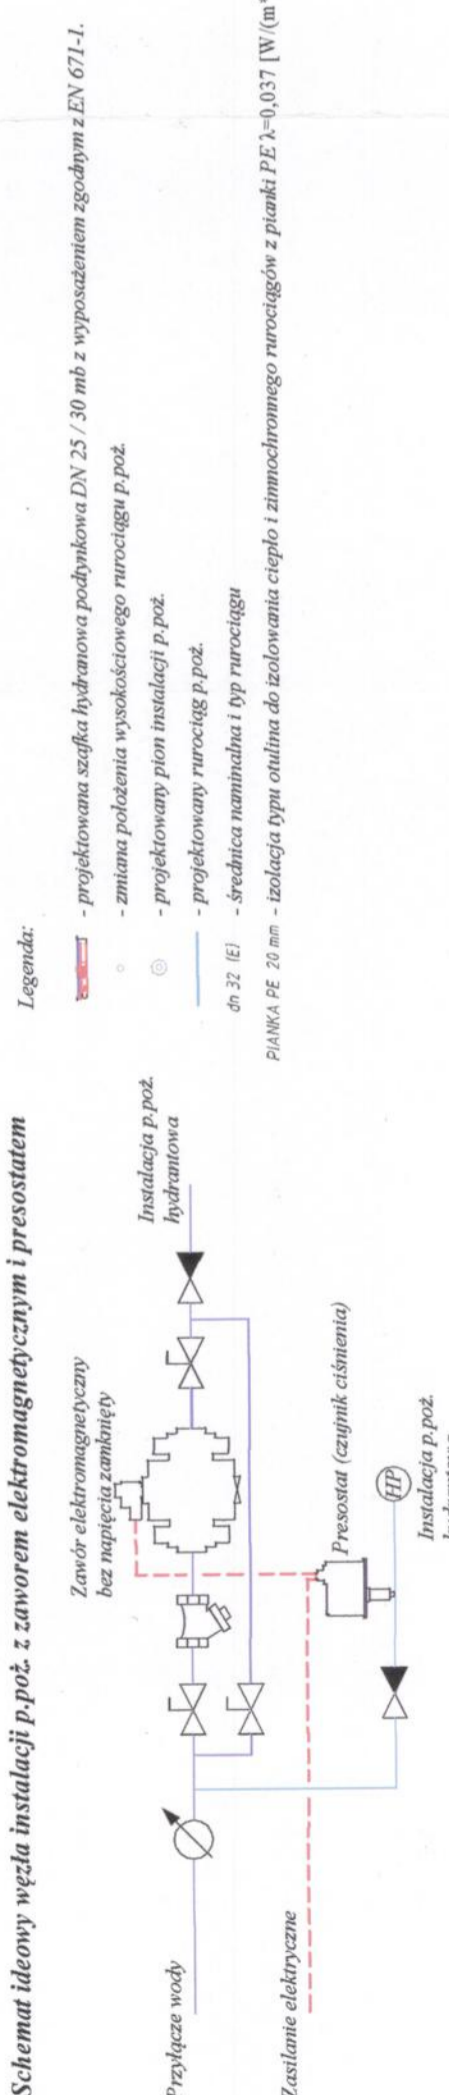 Schemat ideowy węzła instalacji p.poż. z zaworem elektromagnetycznym i presostatem
Przyłącze wody
Zasilanie elektryczne
Zawór elektromagnetyczny
bez napięcia zamknięty
Instalacja p.poż.
hydrantowa
Presostat (czujnik ciśnienia)
HP
Instalacja p.poż.
Legenda:
- projektowana szafka hydranowa podtynkowa DN 25 / 30 mb z wyposażeniem zgodnym z EN 671-1.
- zmiana położenia wysokościowego rurociągu p.poż.
- projektowany pion instalacji p.poż.
- projektowany rurociąg p.poż.
dn 32 (E) - średnica naminalna i typ rurociągu
PIANKA PE 20 mm - izolacja typu otulina do izolowania ciepło i zimnochronnego rurociągów z pianki PE λ=0,037 [W/(m